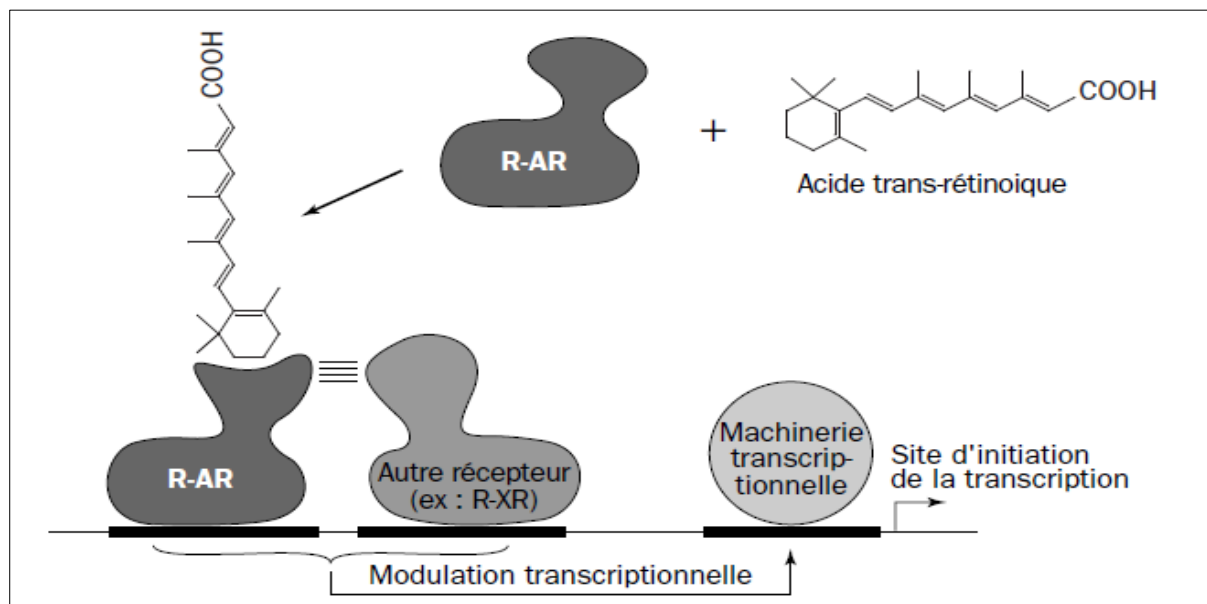 COOH
R-AR
+
COOH
Acide trans-rétinoique
R-AR
Autre récepteur
(ex : R-XR)
Machinerie
transcrip-
tionnelle
Site d'initiation
de la transcription
Modulation transcriptionnelle